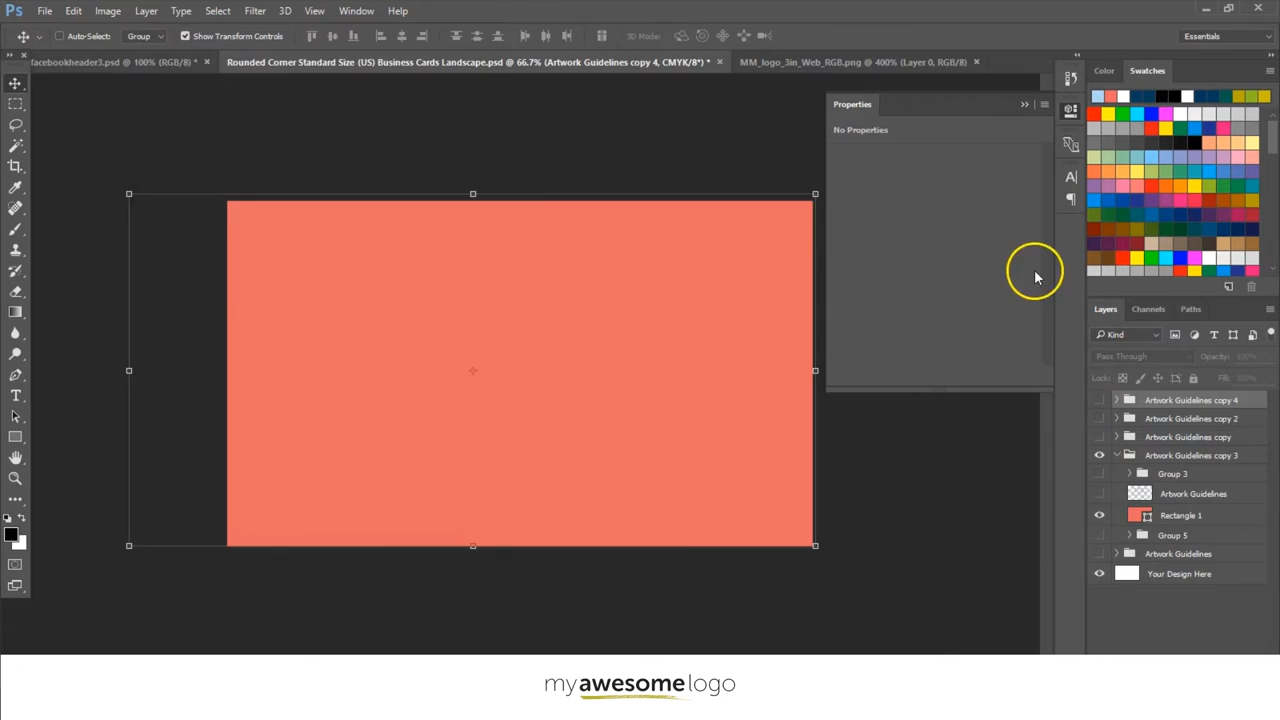 Ps File Edit Image Layer Type Select Filter 3D View Window Help
Auto-Select: Group Show Transform Controls 3D Mode: Essentials
facebookheader3.psd @ 100% (RGB/8) * × Rounded Corner Standard Size (US) Business Cards Landscape.psd @ 66.7% (Artwork Guidelines copy 4, CMYK/8*) * × MM_logo_3in_Web_RGB.png @ 400% (Layer 0, RGB/8) ×
Color Swatches
Properties
No Properties
Layers Channels Paths
Kind
Pass Through Opacity: 100%
Lock: Fill: 100%
Artwork Guidelines copy 4
Artwork Guidelines copy 2
Artwork Guidelines copy
Artwork Guidelines copy 3
Group 3
Artwork Guidelines
Rectangle 1
Group 5
Artwork Guidelines
Your Design Here
myawesomelogo